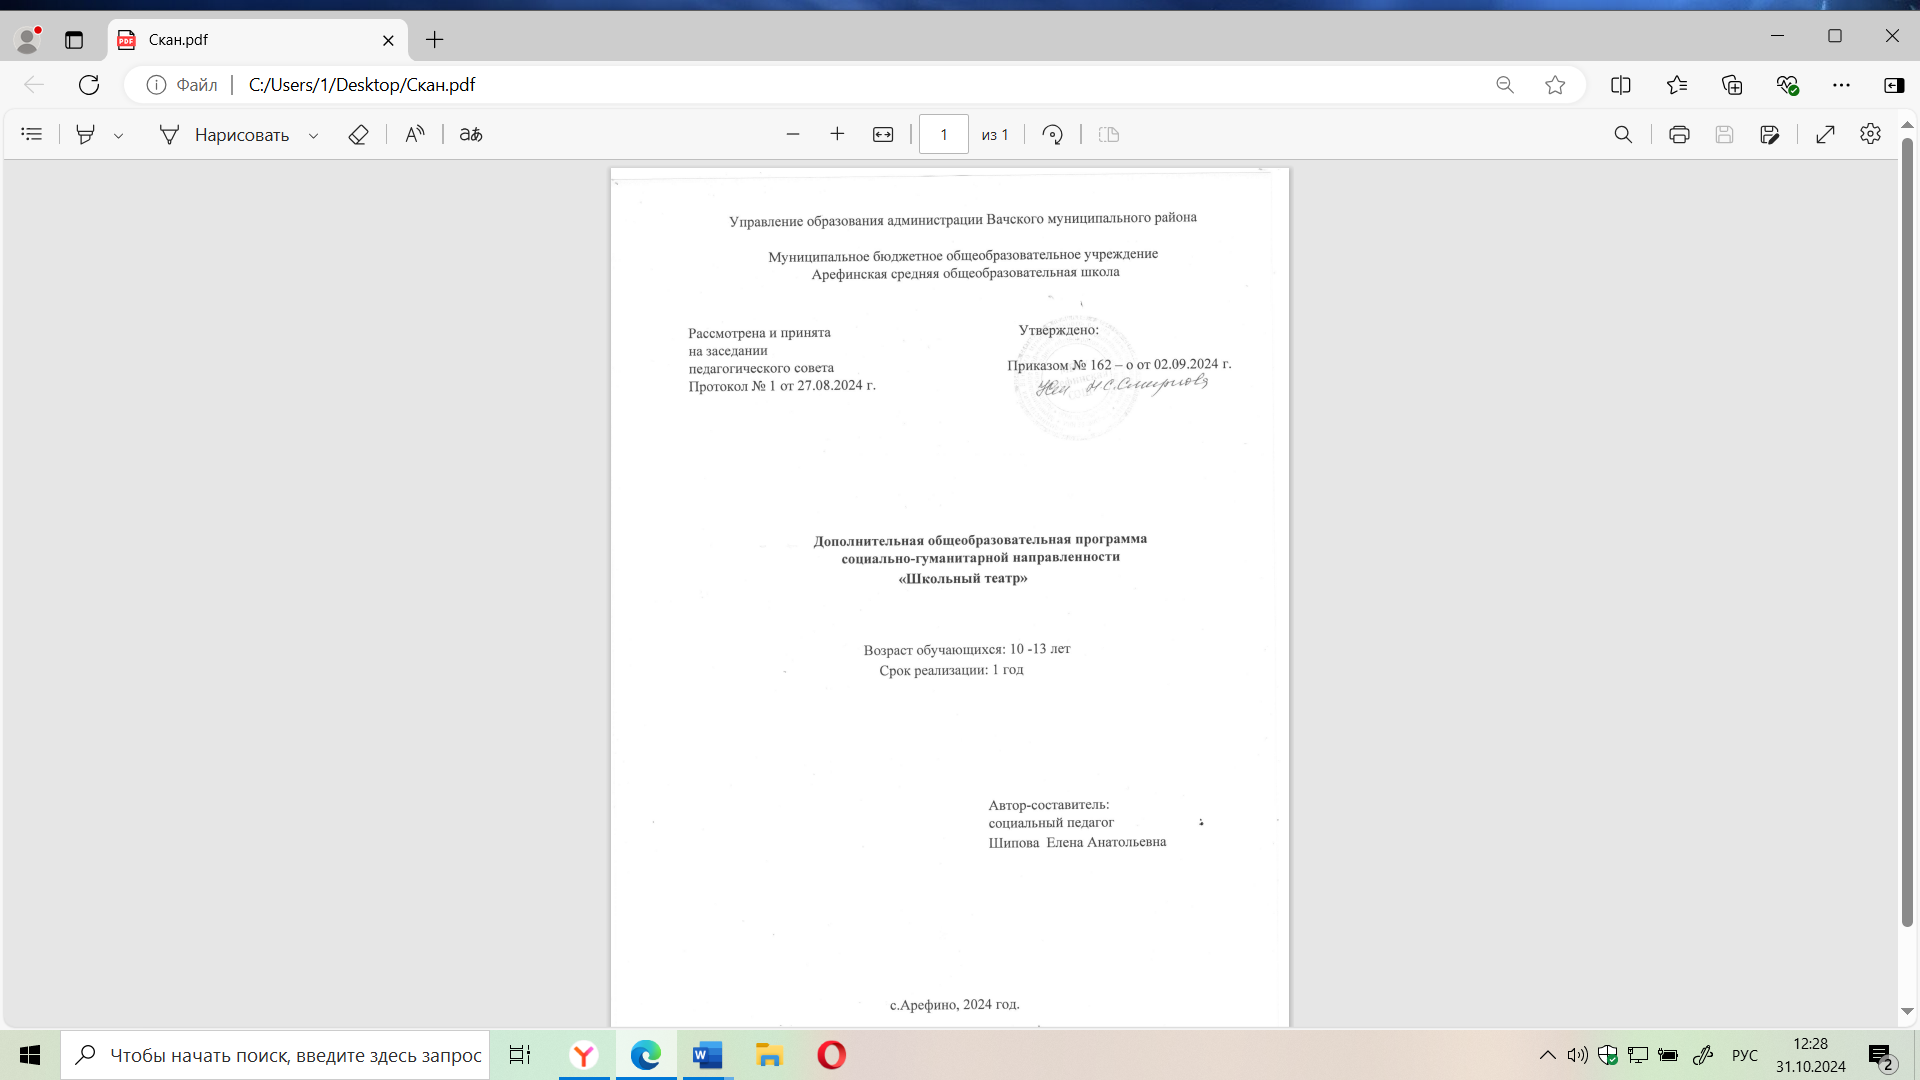 Скан.pdf
Файл
C:/Users/1/Desktop/Скан.pdf
Нарисовать
1
из 1
Управление образования администрации Вачского муниципального района
Муниципальное бюджетное общеобразовательное учреждение
Арефинская средняя общеобразовательная школа
Рассмотрена и принята
на заседании
педагогического совета
Протокол № 1 от 27.08.2024 г.
Утверждено:
Приказом № 162 – о от 02.09.2024 г.
Н.С.Смирнова
Дополнительная общеобразовательная программа
социально-гуманитарной направленности
«Школьный театр»
Возраст обучающихся: 10 -13 лет
Срок реализации: 1 год
Автор-составитель:
социальный педагог
Шипова Елена Анатольевна
с.Арефино, 2024 год.
Чтобы начать поиск, введите здесь запрос
РУС
12:28
31.10.2024
2